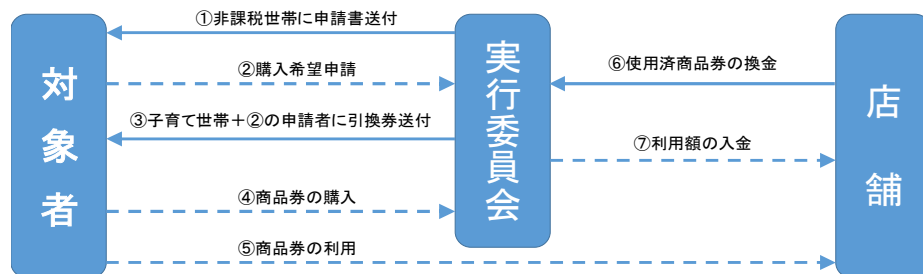 ①非課税世帯に申請書送付
②購入希望申請
③子育て世帯＋②の申請者に引換券送付
④商品券の購入
⑤商品券の利用
⑥使用済商品券の換金
⑦利用額の入金
対象者
実行委員会
店舗